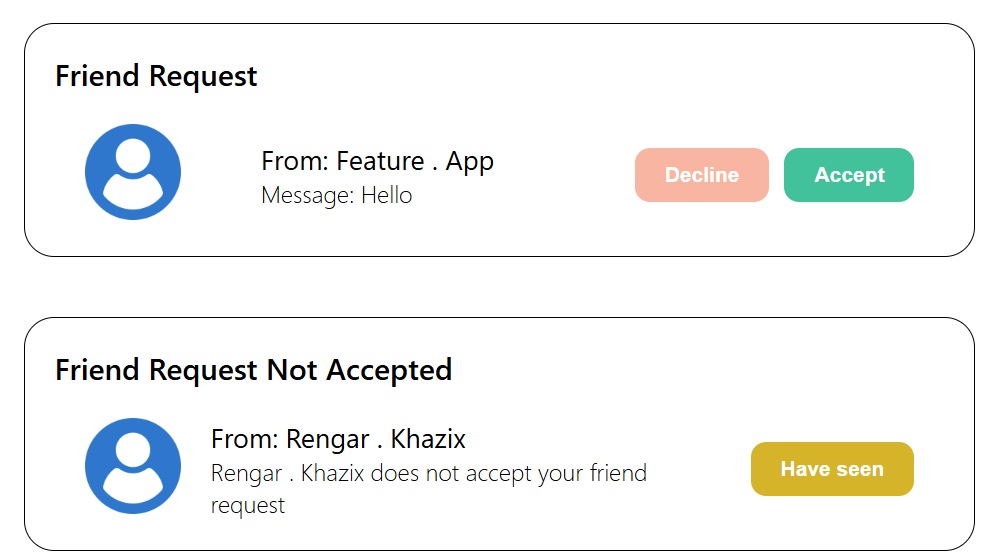 Friend Request
From: Feature . App
Message: Hello
Decline
Accept
Friend Request Not Accepted
From: Rengar . Khazix
Rengar . Khazix does not accept your friend
request
Have seen